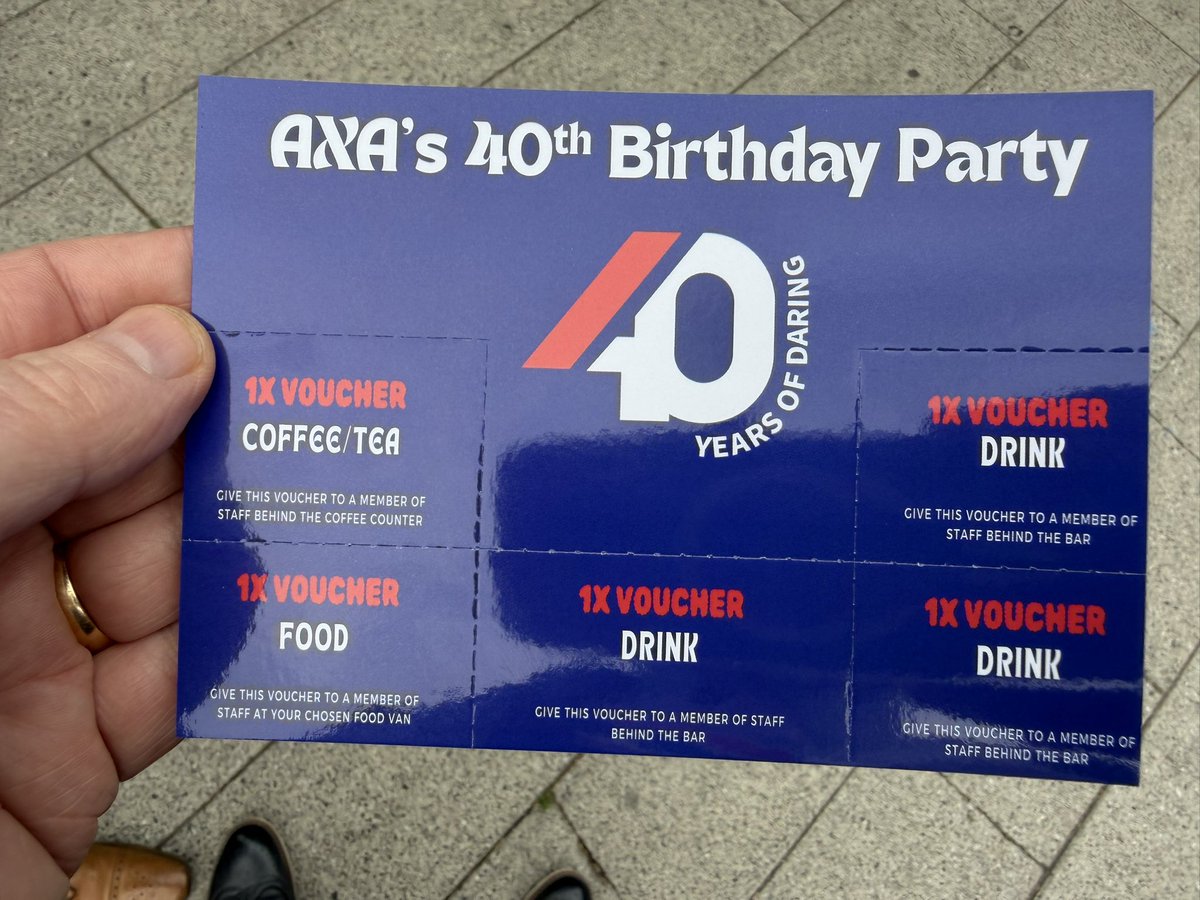 AXA's 40th Birthday Party
40
YEARS OF DARING
1X VOUCHER
COFFEE/TEA
GIVE THIS VOUCHER TO A MEMBER OF
STAFF BEHIND THE COFFEE COUNTER
1X VOUCHER
DRINK
GIVE THIS VOUCHER TO A MEMBER OF
STAFF BEHIND THE BAR
1X VOUCHER
FOOD
GIVE THIS VOUCHER TO A MEMBER OF
STAFF AT YOUR CHOSEN FOOD VAN
1X VOUCHER
DRINK
GIVE THIS VOUCHER TO A MEMBER OF STAFF
BEHIND THE BAR
1X VOUCHER
DRINK
GIVE THIS VOUCHER TO A MEMBER OF
STAFF BEHIND THE BAR